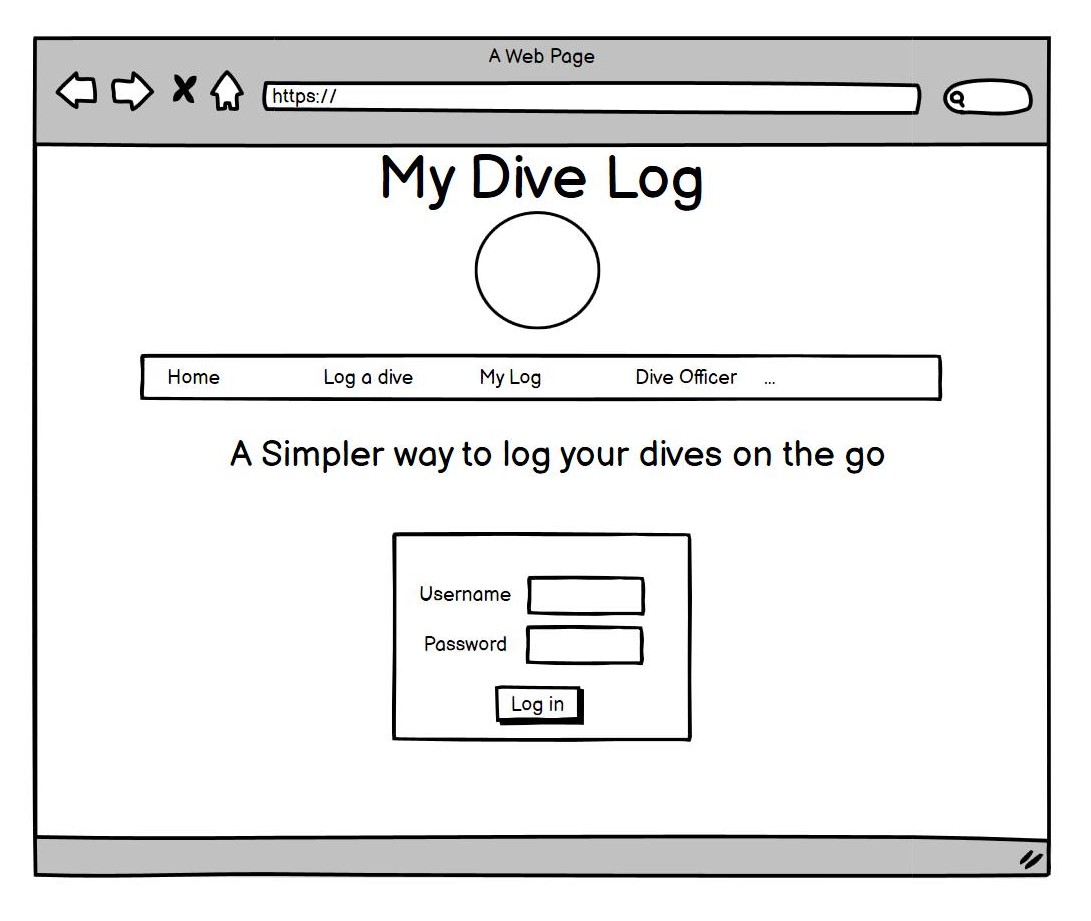 A Web Page
https://
My Dive Log
Home Log a dive My Log Dive Officer ...
A Simpler way to log your dives on the go
Username
Password
Log in